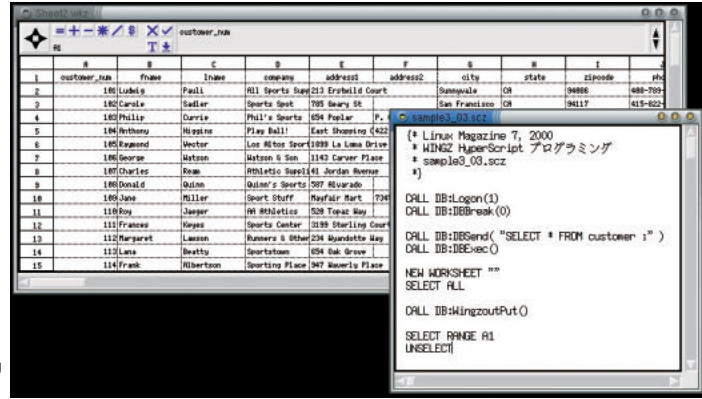 Sheet2.wkz
customer_num
A1
A B C D E F G H I J
1 customer_num fname lname company address1 address2 city state zipcode pho
2 101 Ludwig Pauli All Sports Supp 213 Erstwild Court Sunnyvale CA 94086 408-789-
3 102 Carole Sadler Sports Spot 785 Geary St San Francisco CA 94117 415-822-
4 103 Philip Currie Phil's Sports 654 Poplar P.
5 104 Anthony Higgins Play Ball! East Shopping C 422
6 105 Raymond Vector Los Altos Sport 1899 La Loma Drive
7 106 George Watson Watson & Son 1143 Carver Place
8 107 Charles Ream Athletic Suppli 41 Jordan Avenue
9 108 Donald Quinn Quinn's Sports 587 Alvarado
10 109 Jane Miller Sport Stuff Mayfair Mart 7345
11 110 Roy Jaeger AA Athletics 520 Topaz Way
12 111 Frances Keyes Sports Center 3199 Sterling Court
13 112 Margaret Lawson Runners & Other 234 Wyandotte Way
14 113 Lana Beatty Sportstown 654 Oak Grove
15 114 Frank Albertson Sporting Place 947 Waverly Place
sample3_03.scz
{* Linux Magazine 7, 2000
* WINGZ HyperScript プログラミング
* sample3_03.scz
*}
CALL DB:Logon(1)
CALL DB:DBBreak(0)
CALL DB:DBSend( "SELECT * FROM customer ;" )
CALL DB:DBExec()
NEW WORKSHEET ""
SELECT ALL
CALL DB:WingzoutPut()
SELECT RANGE A1
UNSELECT